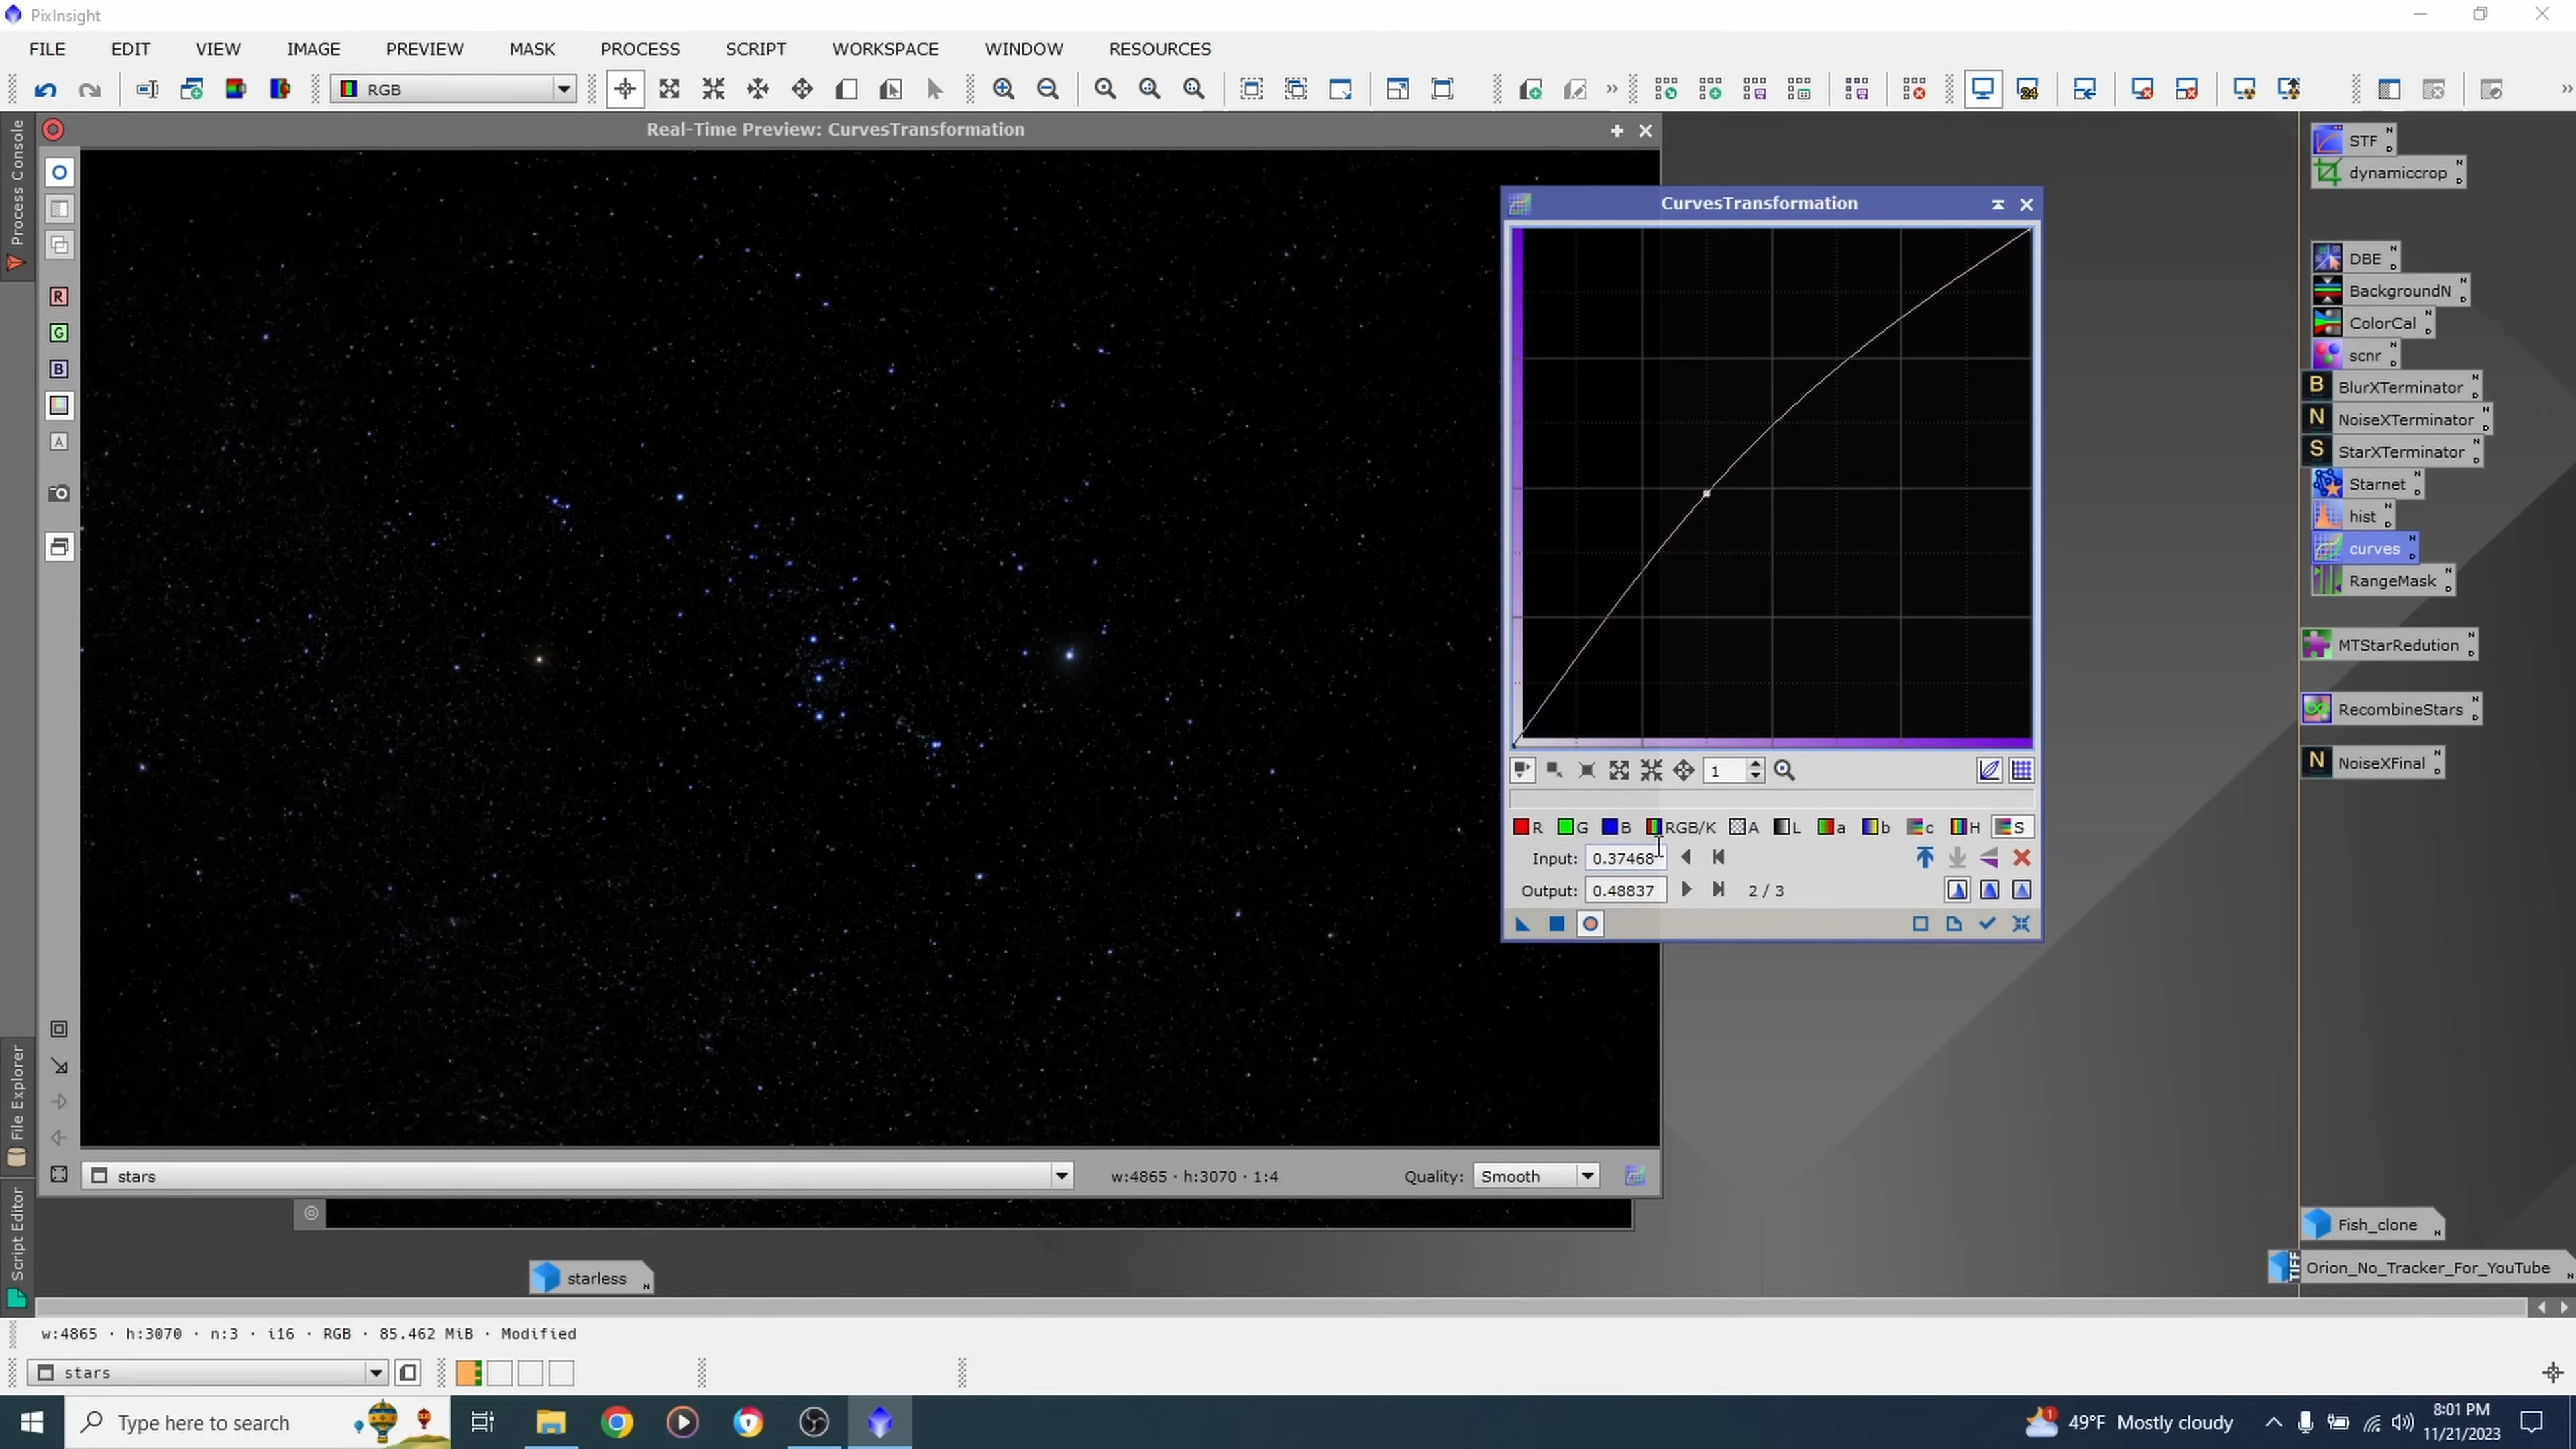 PixInsight
FILE EDIT VIEW IMAGE PREVIEW MASK PROCESS SCRIPT WORKSPACE WINDOW RESOURCES
RGB
24
Process Console
Real-Time Preview: CurvesTransformation
R
G
B
A
CurvesTransformation
1
R G B RGB/K A L a b c H S
Input: 0.37468
Output: 0.48837 2 / 3
STF
dynamiccrop
DBE
BackgroundN
ColorCal
scnr
B BlurXTerminator
N NoiseXTerminator
S StarXTerminator
Starnet
hist
curves
RangeMask
MTStarRedution
RecombineStars
N NoiseXFinal
File Explorer
Script Editor
stars w:4865 · h:3070 · 1:4 Quality: Smooth
starless
Fish_clone
TIFF Orion_No_Tracker_For_YouTube
w:4865 · h:3070 · n:3 · i16 · RGB · 85.462 MiB · Modified
stars
Type here to search
1 49°F Mostly cloudy
8:01 PM
11/21/2023